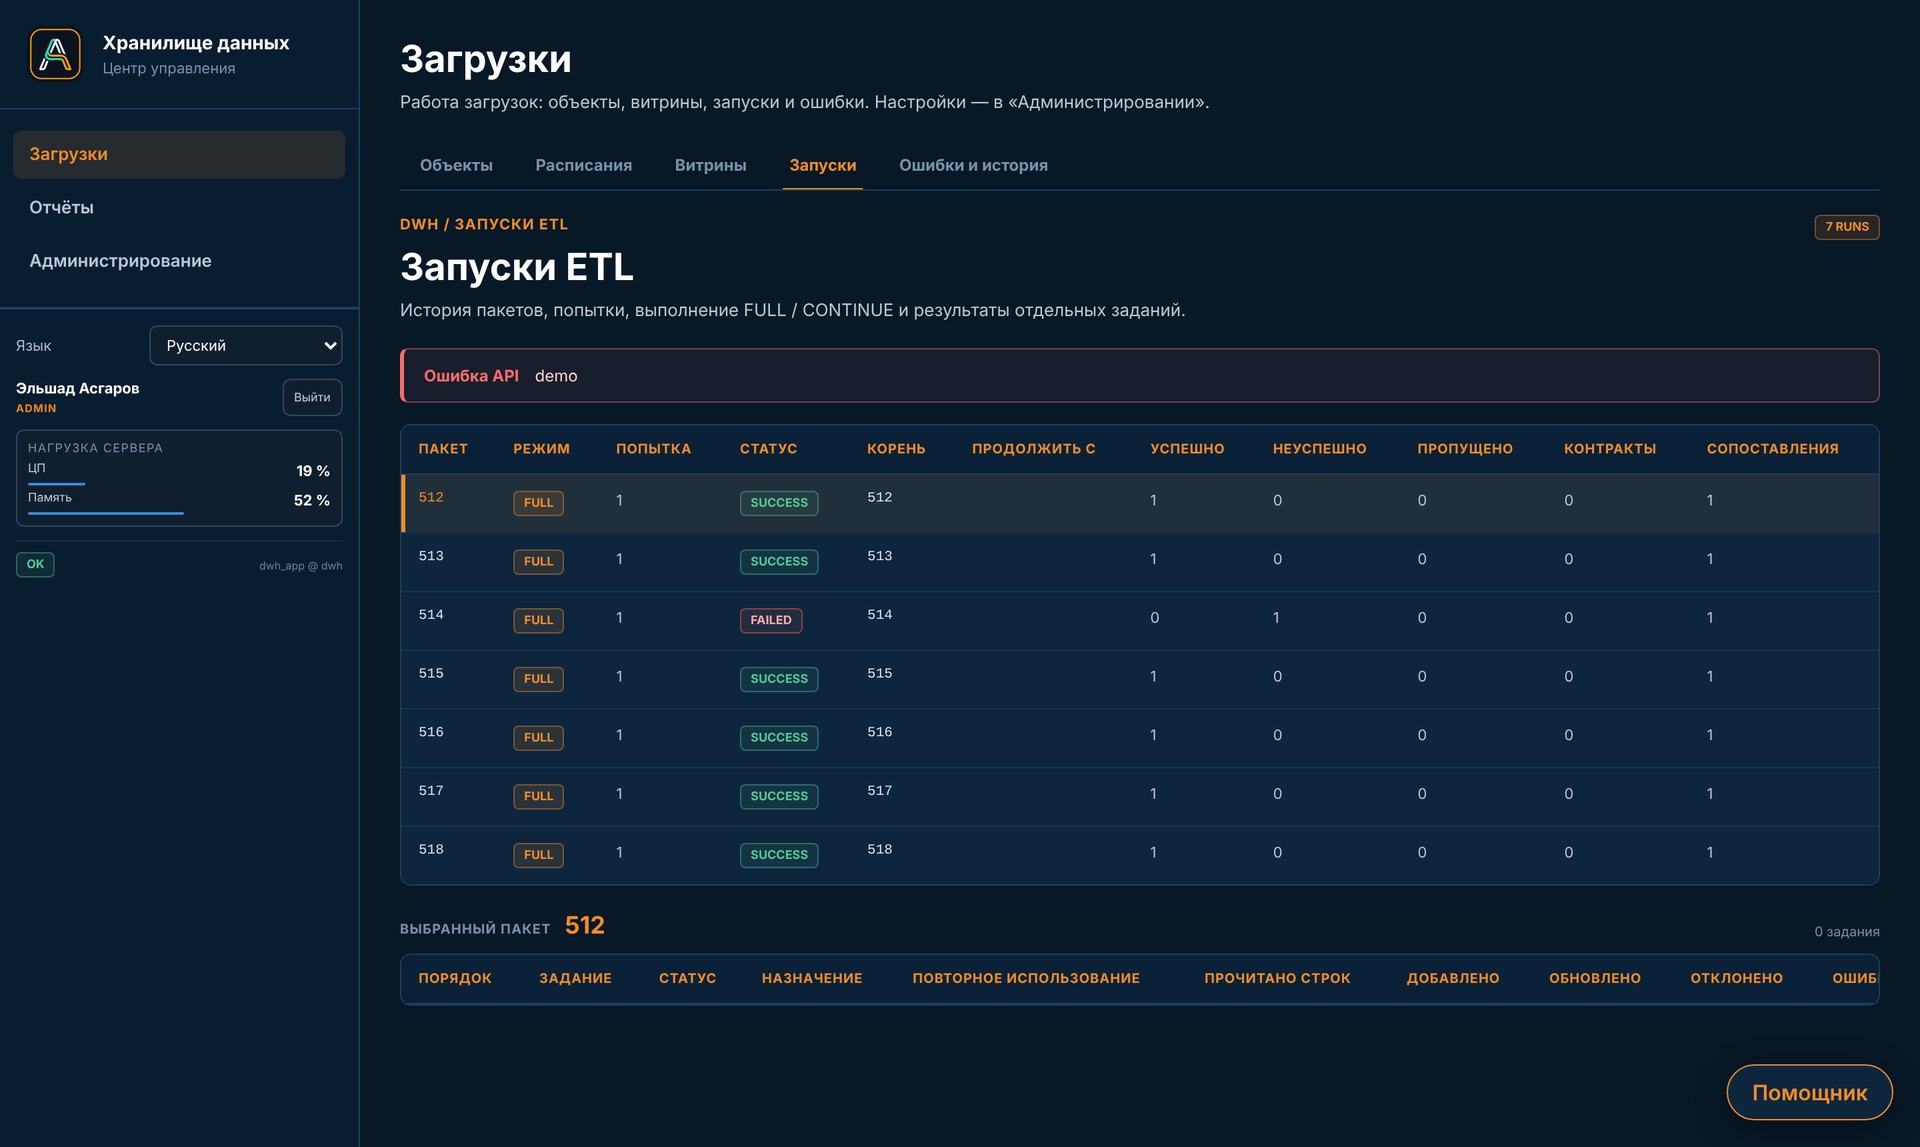 Хранилище данных
Центр управления
Загрузки
Отчёты
Администрирование
Язык Русский
Эльшад Асгаров
ADMIN
Выйти
НАГРУЗКА СЕРВЕРА
ЦП 19 %
Память 52 %
OK dwh_app @ dwh
Загрузки
Работа загрузок: объекты, витрины, запуски и ошибки. Настройки — в «Администрировании».
Объекты Расписания Витрины Запуски Ошибки и история
DWH / ЗАПУСКИ ETL
7 RUNS
Запуски ETL
История пакетов, попытки, выполнение FULL / CONTINUE и результаты отдельных заданий.
Ошибка API demo
ПАКЕТ РЕЖИМ ПОПЫТКА СТАТУС КОРЕНЬ ПРОДОЛЖИТЬ С УСПЕШНО НЕУСПЕШНО ПРОПУЩЕНО КОНТРАКТЫ СОПОСТАВЛЕНИЯ
512 FULL 1 SUCCESS 512 1 0 0 0 1
513 FULL 1 SUCCESS 513 1 0 0 0 1
514 FULL 1 FAILED 514 0 1 0 0 1
515 FULL 1 SUCCESS 515 1 0 0 0 1
516 FULL 1 SUCCESS 516 1 0 0 0 1
517 FULL 1 SUCCESS 517 1 0 0 0 1
518 FULL 1 SUCCESS 518 1 0 0 0 1
ВЫБРАННЫЙ ПАКЕТ 512
0 задания
ПОРЯДОК ЗАДАНИЕ СТАТУС НАЗНАЧЕНИЕ ПОВТОРНОЕ ИСПОЛЬЗОВАНИЕ ПРОЧИТАНО СТРОК ДОБАВЛЕНО ОБНОВЛЕНО ОТКЛОНЕНО
Помощник